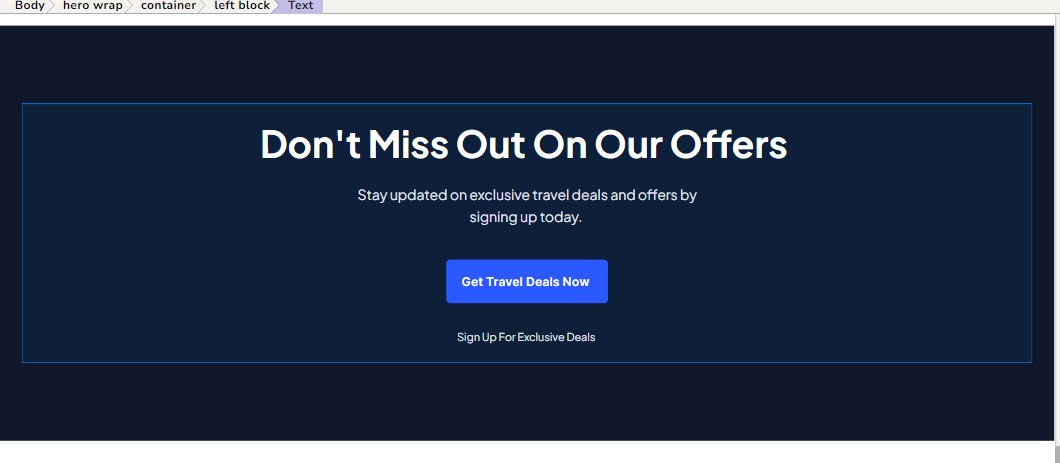 Body hero wrap container left block Text
Don't Miss Out On Our Offers
Stay updated on exclusive travel deals and offers by
signing up today.
Get Travel Deals Now
Sign Up For Exclusive Deals